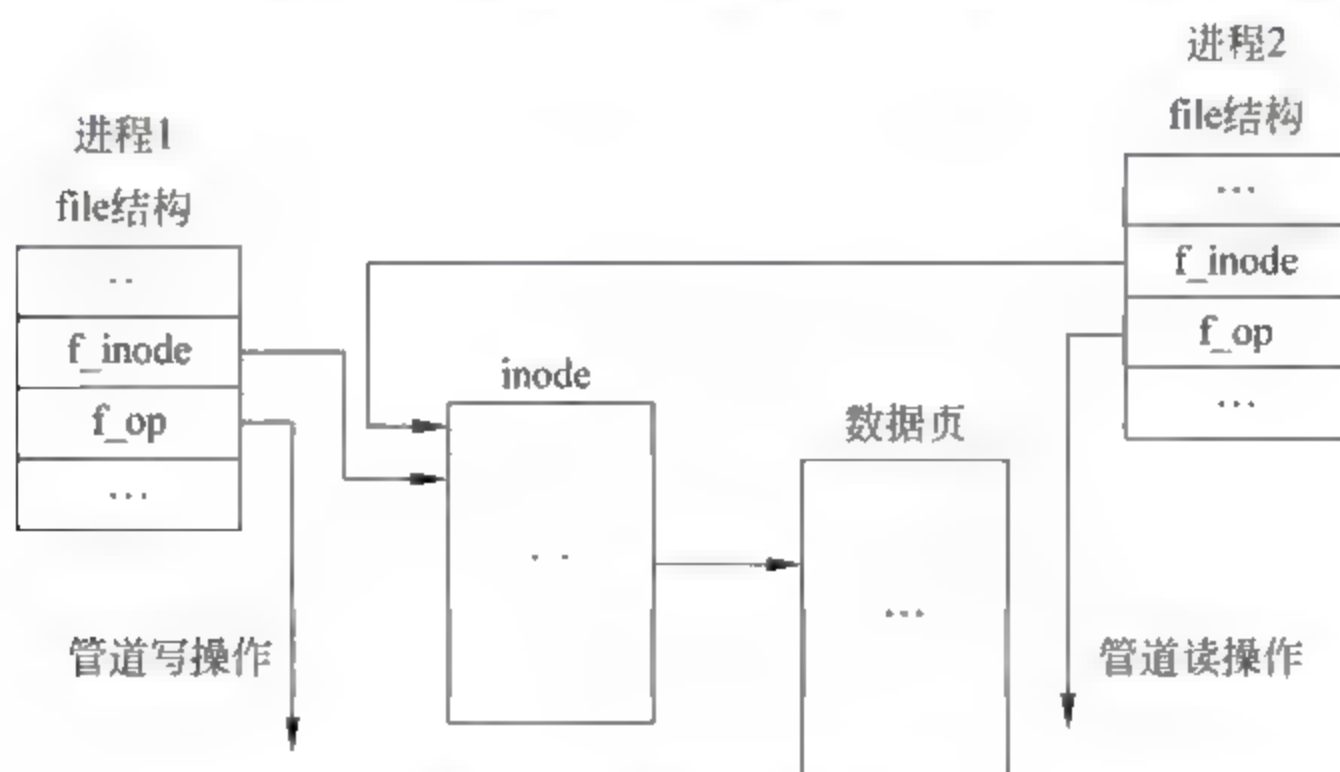 进程1
file结构
..
f_inode
f_op
...
管道写操作
inode
...
数据页
...
进程2
file结构
...
f_inode
f_op
...
管道读操作